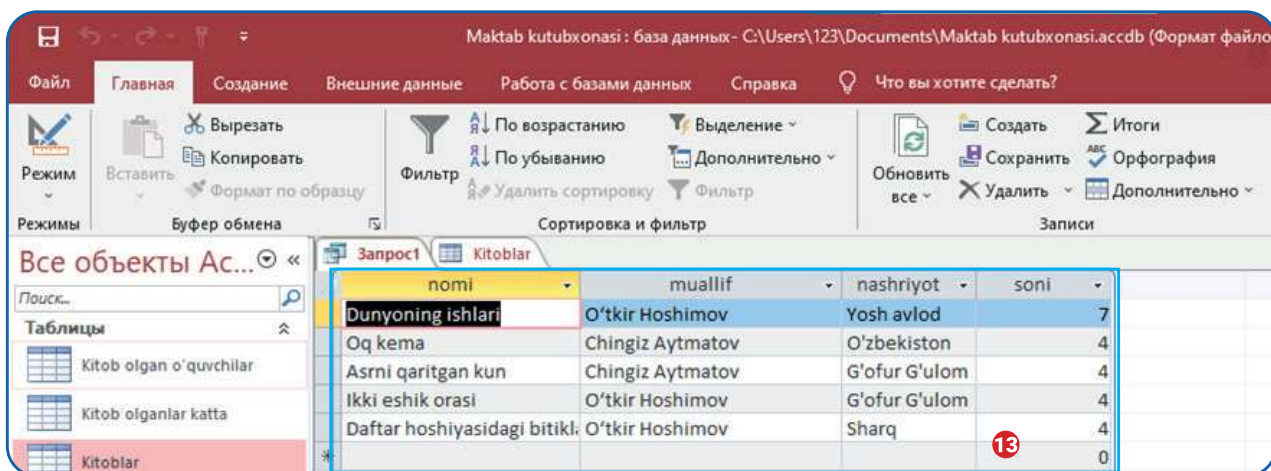 Maktab kutubxonasi : база данных- C:\Users\123\Documents\Maktab kutubxonasi.accdb (Формат файло
Файл Главная Создание Внешние данные Работа с базами данных Справка Что вы хотите сделать?
Режим
Режимы
Вставить
Вырезать
Копировать
Формат по образцу
Буфер обмена
Фильтр
По возрастанию
По убыванию
Удалить сортировку
Выделение
Дополнительно
Фильтр
Сортировка и фильтр
Обновить
все
Создать
Сохранить
Удалить
Итоги
Орфография
Дополнительно
Записи
Все объекты Ac...
Поиск...
Таблицы
Kitob olgan o'quvchilar
Kitob olganlar katta
Kitoblar
Запрос1 Kitoblar
nomi muallif nashriyot soni
Dunyoning ishlari O‘tkir Hoshimov Yosh avlod 7
Oq kema Chingiz Aytmatov O'zbekiston 4
Asrni qaritgan kun Chingiz Aytmatov G'ofur G'ulom 4
Ikki eshik orasi O‘tkir Hoshimov G'ofur G'ulom 4
Daftar hoshiyasidagi bitikl O‘tkir Hoshimov Sharq 4
0
13